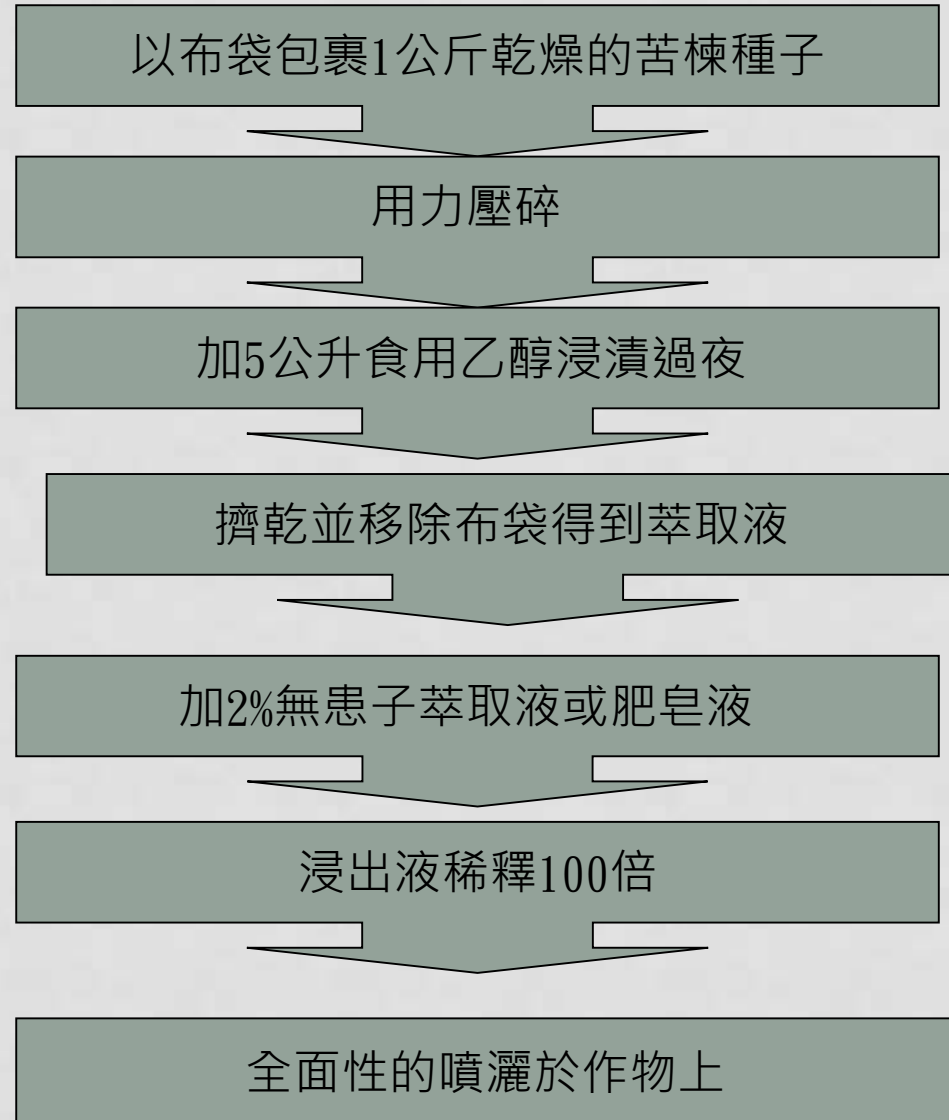 以布袋包裹1公斤乾燥的苦楝種子
用力壓碎
加5公升食用乙醇浸漬過夜
擠乾並移除布袋得到萃取液
加2%無患子萃取液或肥皂液
浸出液稀釋100倍
全面性的噴灑於作物上